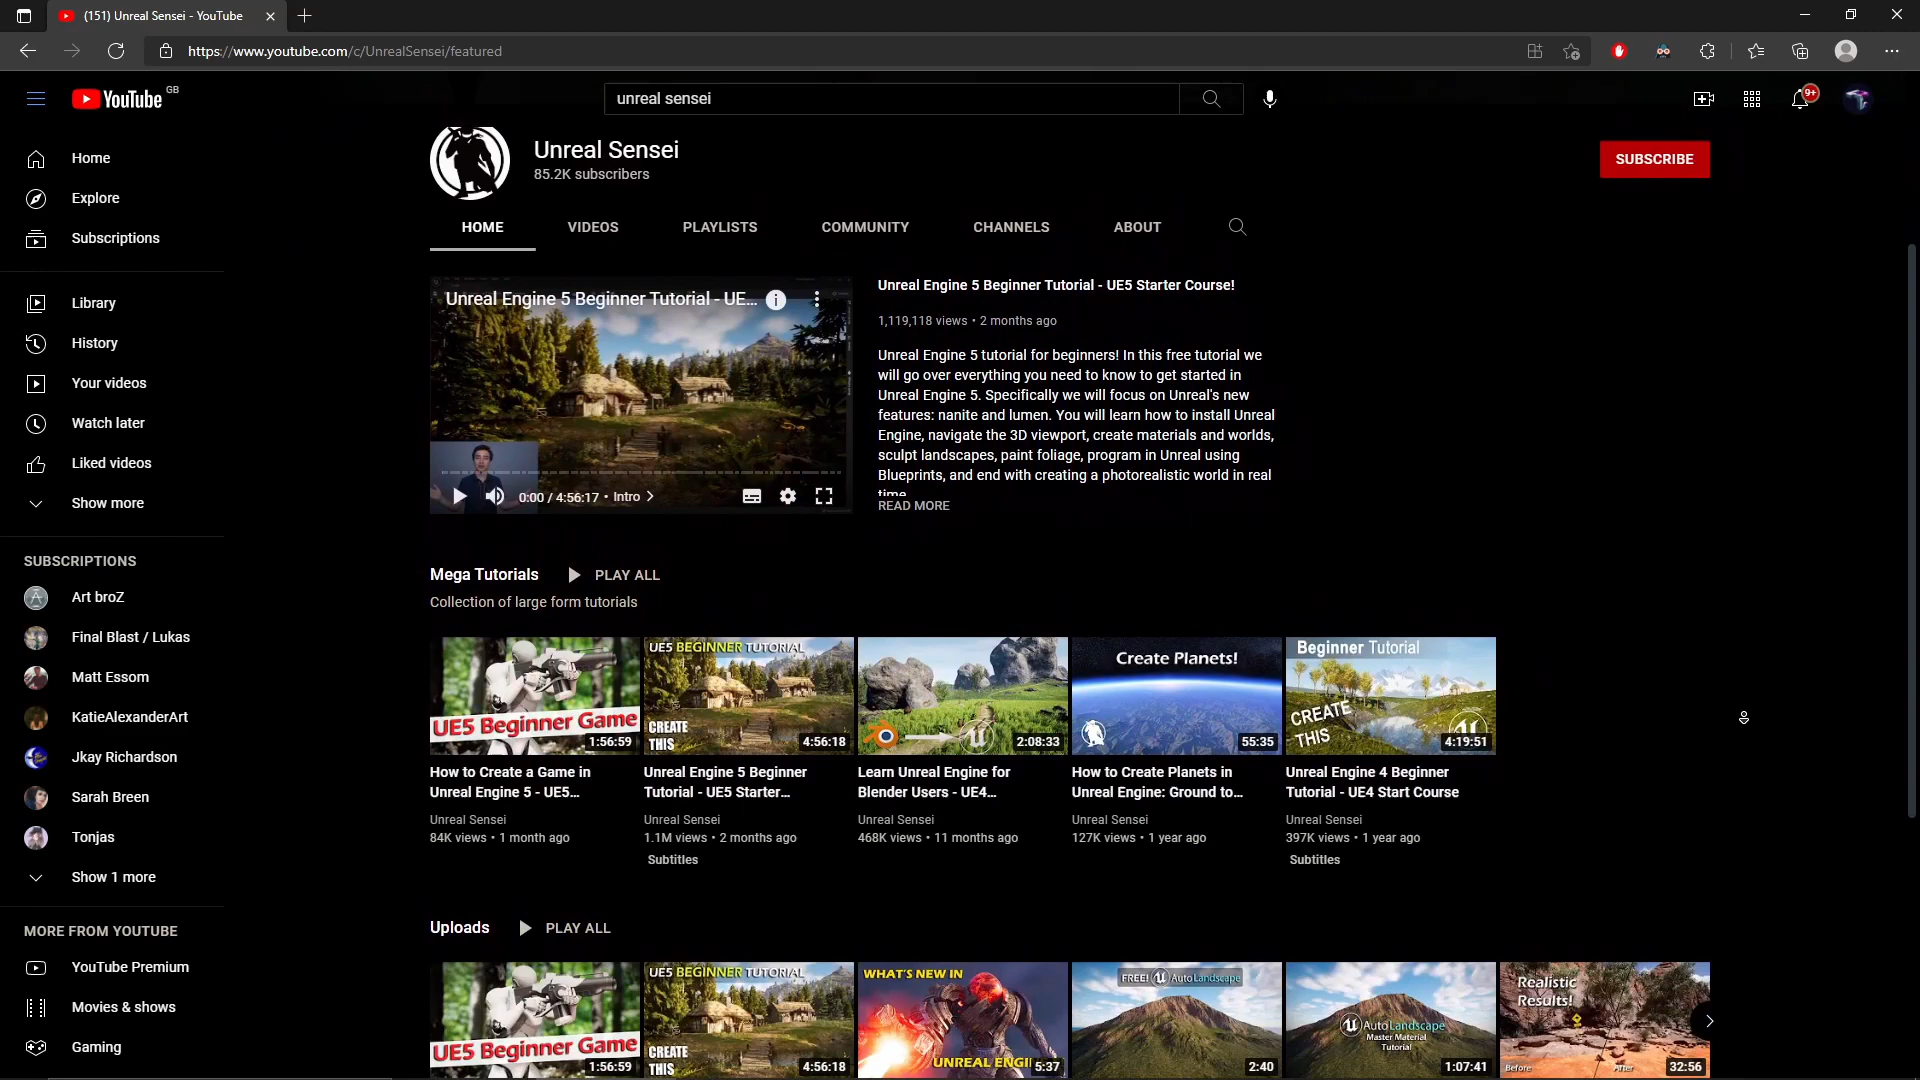 (151) Unreal Sensei - YouTube
https://www.youtube.com/c/UnrealSensei/featured
YouTube GB
unreal sensei
9+
Home
Explore
Subscriptions
Library
History
Your videos
Watch later
Liked videos
Show more
SUBSCRIPTIONS
Art broZ
Final Blast / Lukas
Matt Essom
KatieAlexanderArt
Jkay Richardson
Sarah Breen
Tonjas
Show 1 more
MORE FROM YOUTUBE
YouTube Premium
Movies & shows
Gaming
Unreal Sensei
85.2K subscribers
SUBSCRIBE
HOME VIDEOS PLAYLISTS COMMUNITY CHANNELS ABOUT
Unreal Engine 5 Beginner Tutorial - UE...
0:00 / 4:56:17 • Intro
Unreal Engine 5 Beginner Tutorial - UE5 Starter Course!
1,119,118 views • 2 months ago
Unreal Engine 5 tutorial for beginners! In this free tutorial we
will go over everything you need to know to get started in
Unreal Engine 5. Specifically we will focus on Unreal's new
features: nanite and lumen. You will learn how to install Unreal
Engine, navigate the 3D viewport, create materials and worlds,
sculpt landscapes, paint foliage, program in Unreal using
Blueprints, and end with creating a photorealistic world in real
time
READ MORE
Mega Tutorials PLAY ALL
Collection of large form tutorials
UE5 Beginner Game
1:56:59
How to Create a Game in
Unreal Engine 5 - UE5...
Unreal Sensei
84K views • 1 month ago
UE5 BEGINNER TUTORIAL
CREATE
THIS
4:56:18
Unreal Engine 5 Beginner
Tutorial - UE5 Starter...
Unreal Sensei
1.1M views • 2 months ago
Subtitles
2:08:33
Learn Unreal Engine for
Blender Users - UE4...
Unreal Sensei
468K views • 11 months ago
Create Planets!
55:35
How to Create Planets in
Unreal Engine: Ground to...
Unreal Sensei
127K views • 1 year ago
Beginner Tutorial
CREATE
THIS
4:19:51
Unreal Engine 4 Beginner
Tutorial - UE4 Start Course
Unreal Sensei
397K views • 1 year ago
Subtitles
Uploads PLAY ALL
UE5 Beginner Game
1:56:59
UE5 BEGINNER TUTORIAL
CREATE
THIS
4:56:18
WHAT'S NEW IN
UNREAL ENGI
5:37
FREE! AutoLandscape
2:40
AutoLandscape
Master Material
Tutorial
1:07:41
Realistic
Results!
Before After
32:56